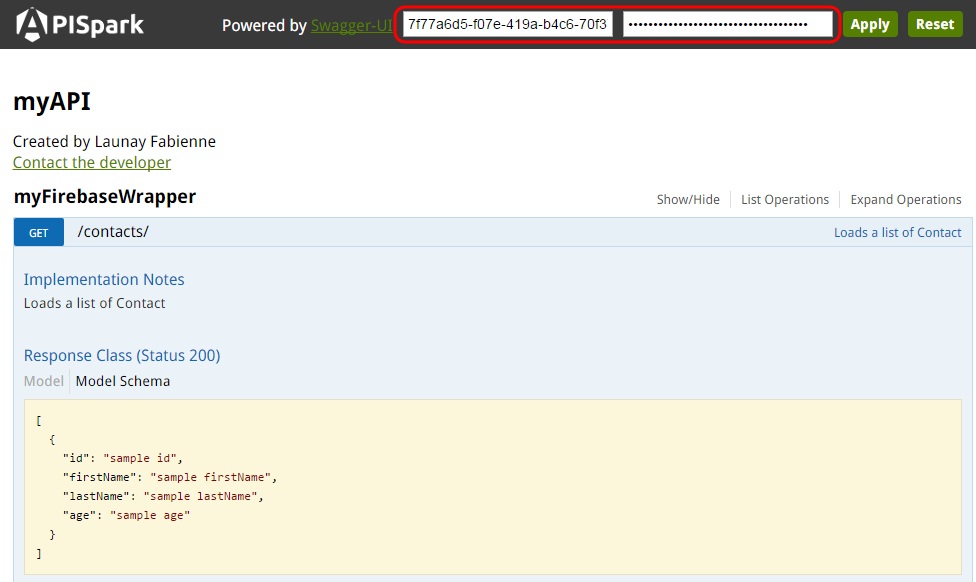 APISpark Powered by Swagger-UI 7f77a6d5-f07e-419a-b4c6-70f3 •••••••••••••••••••••••••••••••••••• Apply Reset
myAPI
Created by Launay Fabienne
Contact the developer
myFirebaseWrapper Show/Hide List Operations Expand Operations
GET /contacts/ Loads a list of Contact
Implementation Notes
Loads a list of Contact
Response Class (Status 200)
Model Model Schema
[
{
"id": "sample id",
"firstName": "sample firstName",
"lastName": "sample lastName",
"age": "sample age"
}
]